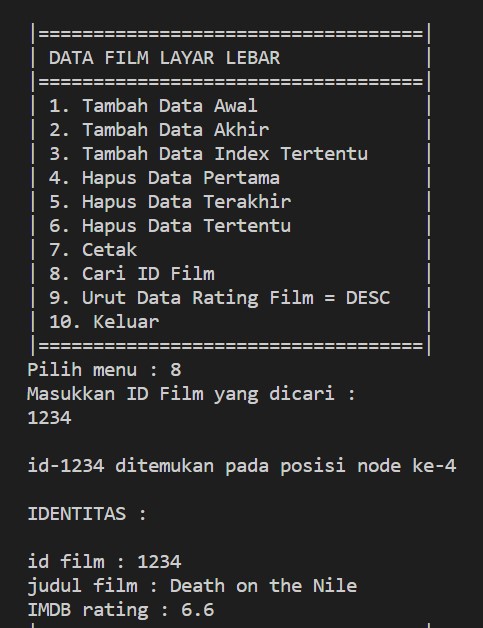 |===================================|
| DATA FILM LAYAR LEBAR             |
|===================================|
| 1. Tambah Data Awal               |
| 2. Tambah Data Akhir              |
| 3. Tambah Data Index Tertentu     |
| 4. Hapus Data Pertama             |
| 5. Hapus Data Terakhir            |
| 6. Hapus Data Tertentu            |
| 7. Cetak                          |
| 8. Cari ID Film                   |
| 9. Urut Data Rating Film = DESC   |
| 10. Keluar                        |
|===================================|
Pilih menu : 8
Masukkan ID Film yang dicari :
1234
id-1234 ditemukan pada posisi node ke-4
IDENTITAS :
id film : 1234
judul film : Death on the Nile
IMDB rating : 6.6